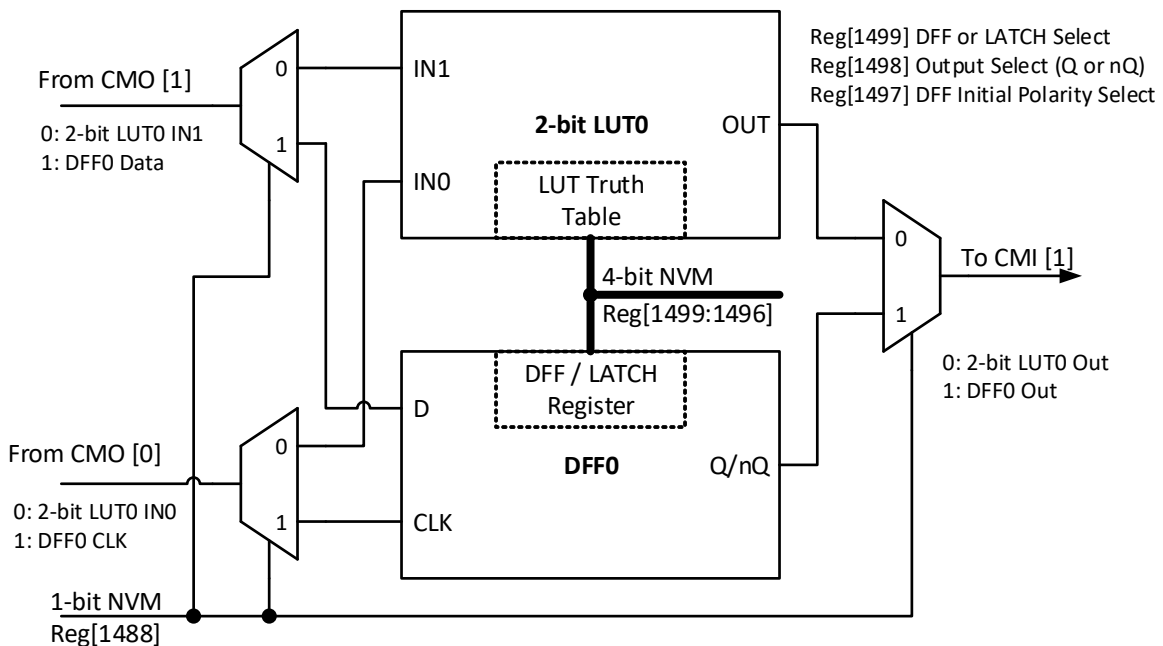 Reg[1499] DFF or LATCH Select
Reg[1498] Output Select (Q or nQ)
Reg[1497] DFF Initial Polarity Select
From CMO [1]
0: 2-bit LUT0 IN1
1: DFF0 Data
0
1
IN1
IN0
2-bit LUT0
OUT
LUT Truth
Table
4-bit NVM
Reg[1499:1496]
0
1
To CMI [1]
0: 2-bit LUT0 Out
1: DFF0 Out
From CMO [0]
0: 2-bit LUT0 IN0
1: DFF0 CLK
0
1
D
CLK
DFF / LATCH
Register
DFF0
Q/nQ
1-bit NVM
Reg[1488]